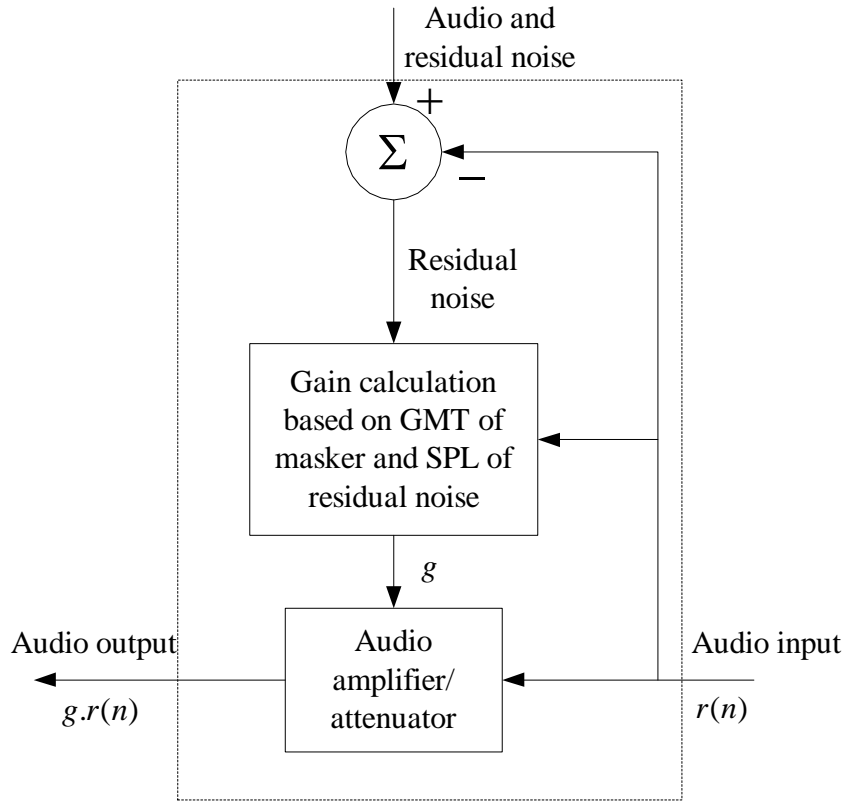 Audio and
residual noise
+
Σ
−
Residual
noise
Gain calculation
based on GMT of
masker and SPL of
residual noise
g
Audio output
Audio
amplifier/
attenuator
Audio input
g.r(n)
r(n)